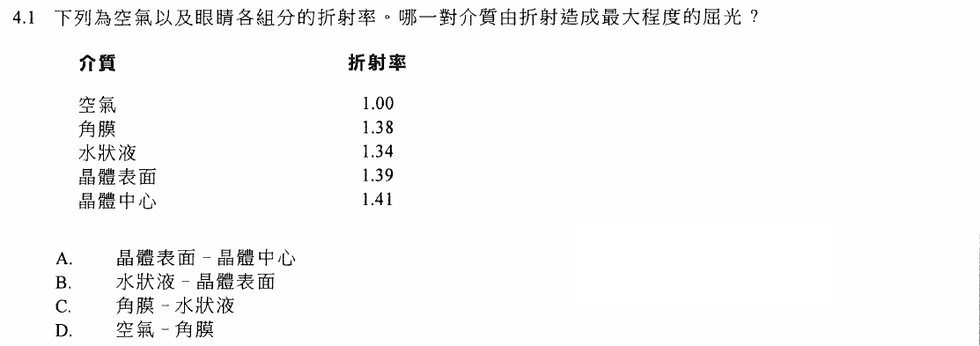 4.1 下列為空氣以及眼睛各組分的折射率。哪一對介質由折射造成最大程度的屈光？
介質 折射率
空氣 1.00
角膜 1.38
水狀液 1.34
晶體表面 1.39
晶體中心 1.41
A. 晶體表面 – 晶體中心
B. 水狀液 – 晶體表面
C. 角膜 – 水狀液
D. 空氣 – 角膜